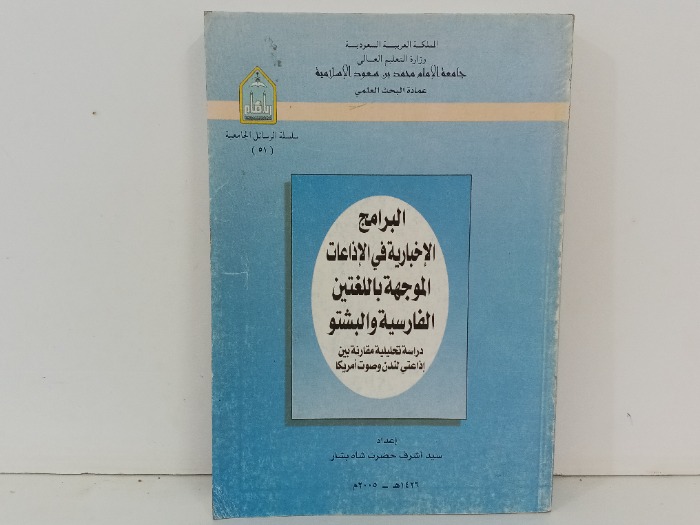 المملكة العربية السعودية
وزارة التعليم العالي
جامعة الإمام محمد بن سعود الإسلامية
عمادة البحث العلمي
سلسلة الرسائل الجامعية
( ٥١ )
البرامج
الإخبارية في الإذاعات
الموجهة باللغتين
الفارسية والبشتو
دراسة تحليلية مقارنة بين
إذاعتي لندن وصوت أمريكا
إعداد
سيد أشرف حضرت شاه بشار
١٤٢٦هـ - ٢٠٠٥م